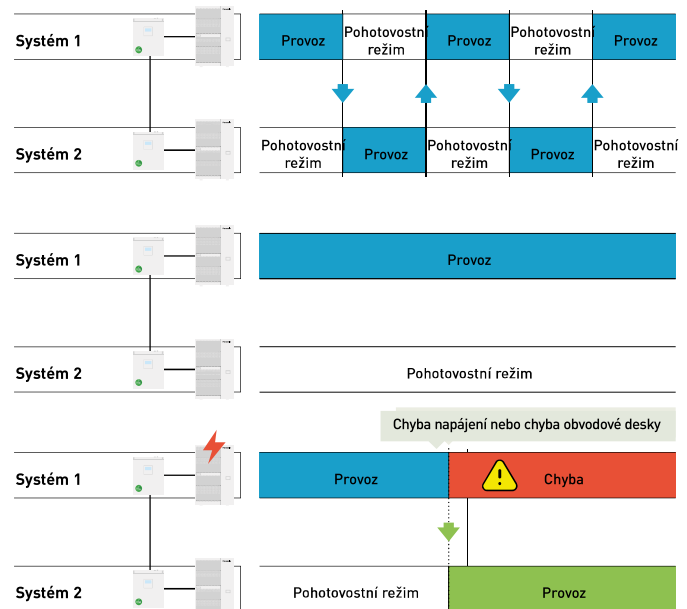 Systém 1
Provoz
Pohotovostní
režim
Provoz
Pohotovostní
režim
Provoz
Systém 2
Pohotovostní
režim
Provoz
Pohotovostní
režim
Provoz
Pohotovostní
režim
Systém 1
Provoz
Systém 2
Pohotovostní režim
Chyba napájení nebo chyba obvodové desky
Systém 1
Provoz
Chyba
Systém 2
Pohotovostní režim
Provoz